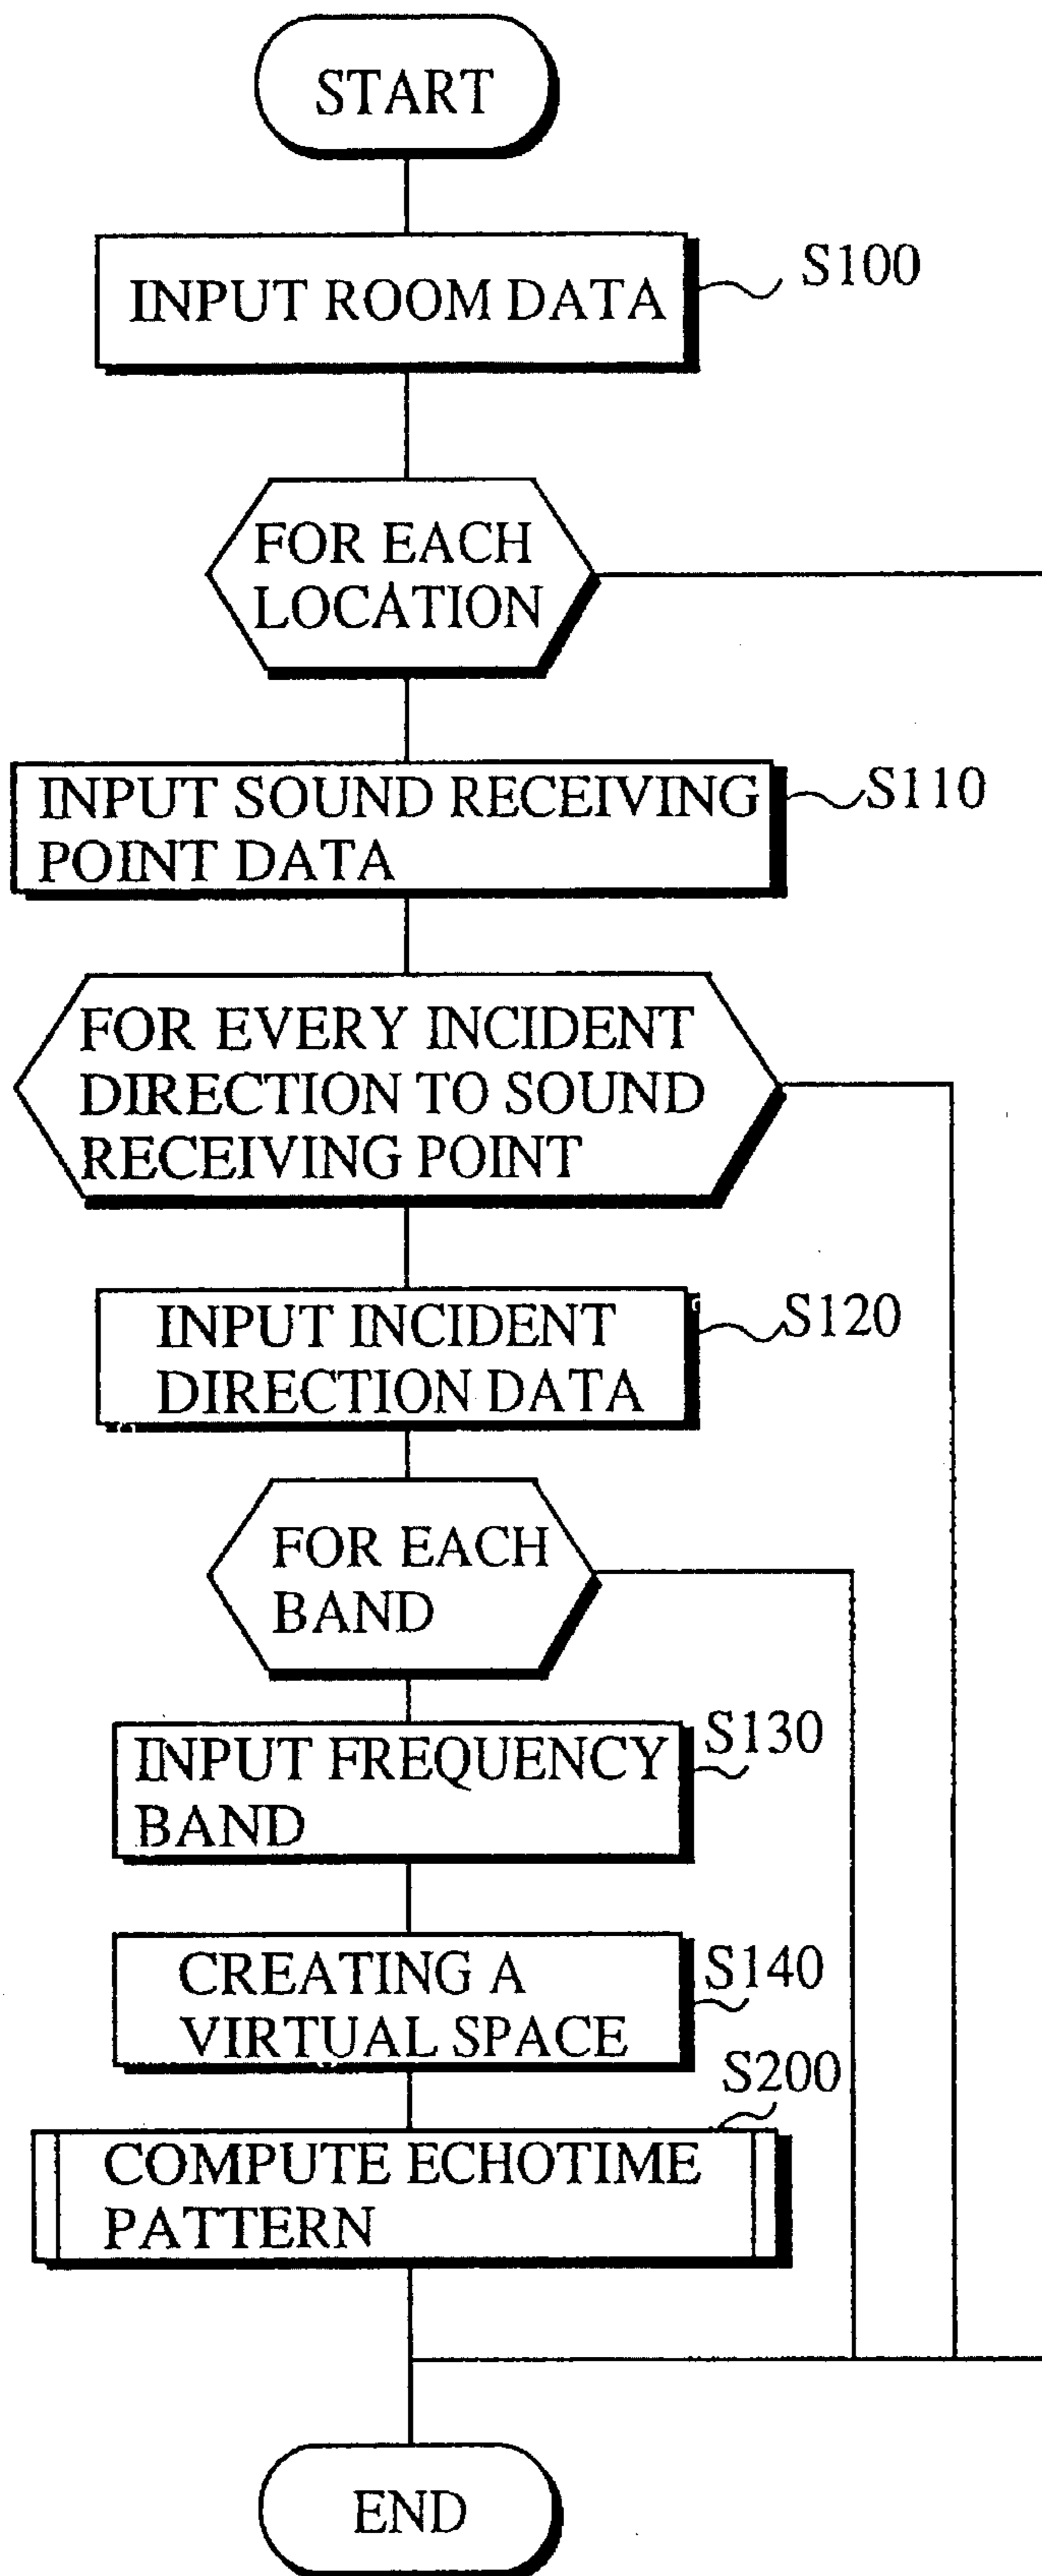 START
INPUT ROOM DATA
S100
FOR EACH
LOCATION
INPUT SOUND RECEIVING
POINT DATA
S110
FOR EVERY INCIDENT
DIRECTION TO SOUND
RECEIVING POINT
INPUT INCIDENT
DIRECTION DATA
S120
FOR EACH
BAND
INPUT FREQUENCY
BAND
S130
CREATING A
VIRTUAL SPACE
S140
S200
COMPUTE ECHOTIME
PATTERN
END